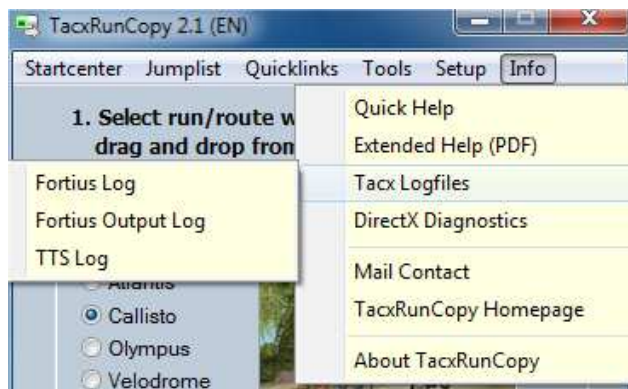 TacxRunCopy 2.1 (EN)
Startcenter Jumplist Quicklinks Tools Setup Info
1. Select run/route w
drag and drop from
Quick Help
Extended Help (PDF)
Tacx Logfiles
DirectX Diagnostics
Mail Contact
TacxRunCopy Homepage
About TacxRunCopy
Fortius Log
Fortius Output Log
TTS Log
Atlantis
Callisto
Olympus
Velodrome